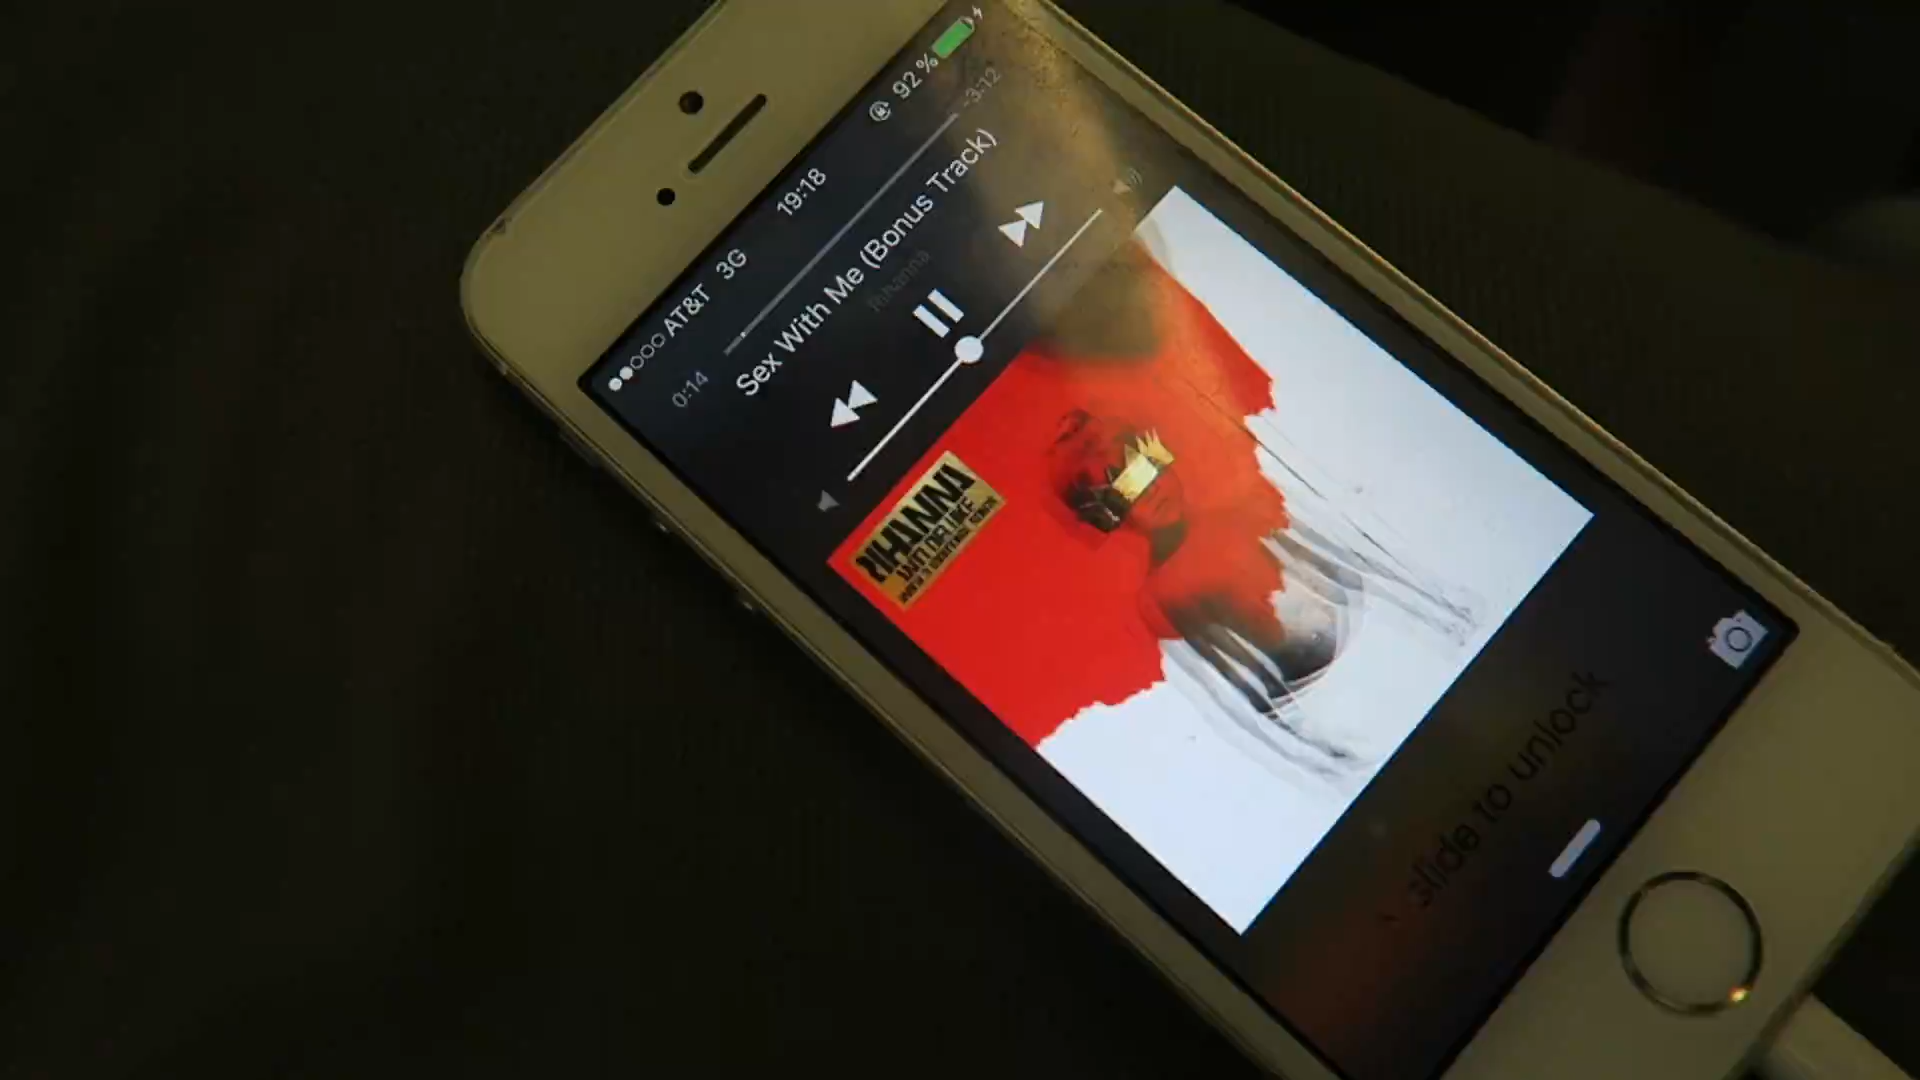 AT&T 3G 19:18 92 %
0:14 -3:12
Sex With Me (Bonus Track)
Rihanna
slide to unlock